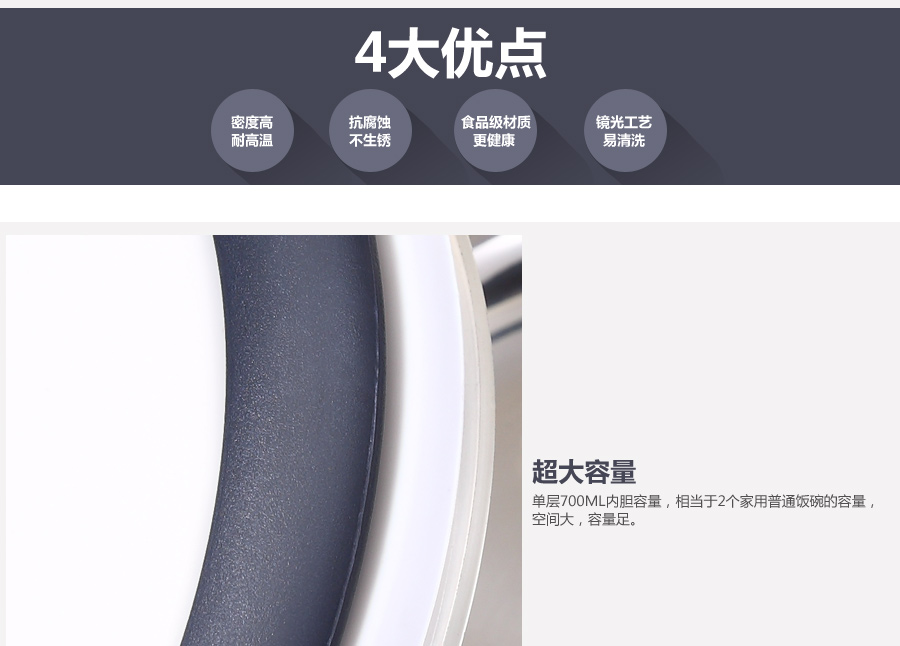 4大优点
密度高
耐高温
抗腐蚀
不生锈
食品级材质
更健康
镜光工艺
易清洗
超大容量
单层700ML内胆容量，相当于2个家用普通饭碗的容量，
空间大，容量足。